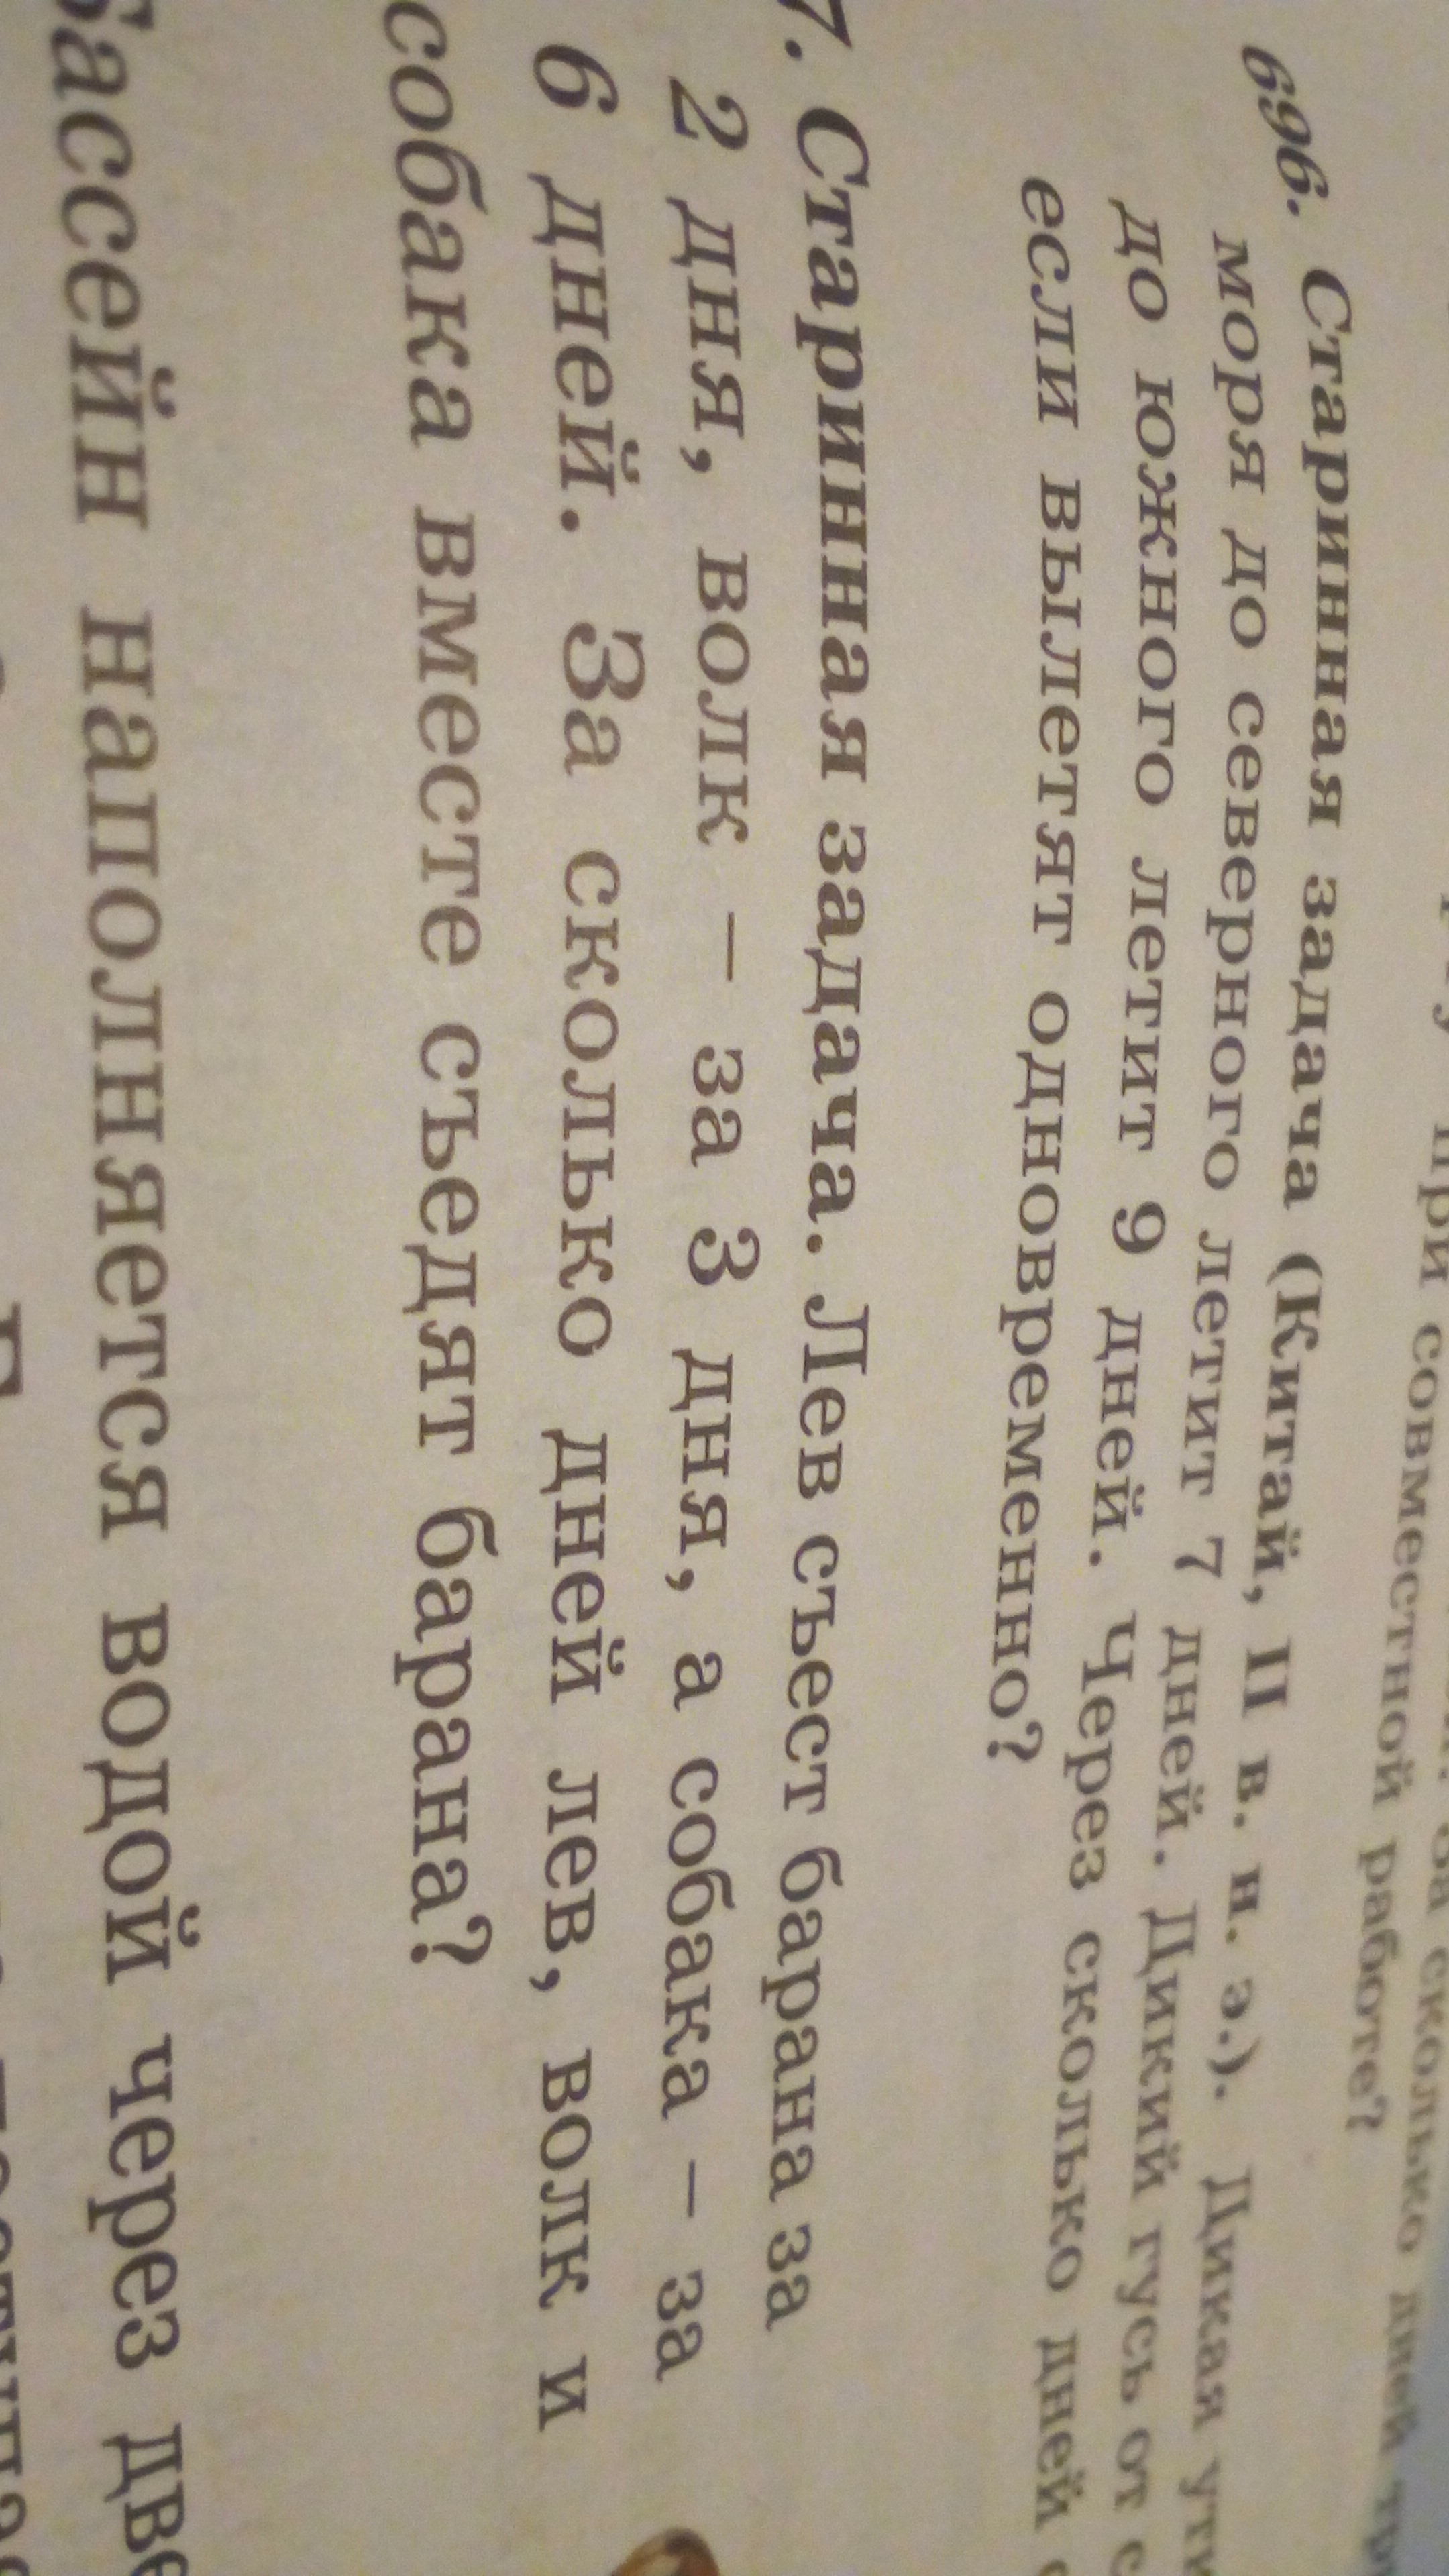 при совместной работе?
696. Старинная задача (Китай, II в. н. э.). Дикая
моря до северного летит 7 дней. Дикий гусь от
до южного летит 9 дней. Через сколько дней
если вылетят одновременно?
7. Старинная задача. Лев съест барана за
2 дня, волк – за 3 дня, а собака – за
6 дней. За сколько дней лев, волк и
собака вместе съедят барана?
бассейн наполняется водой через две